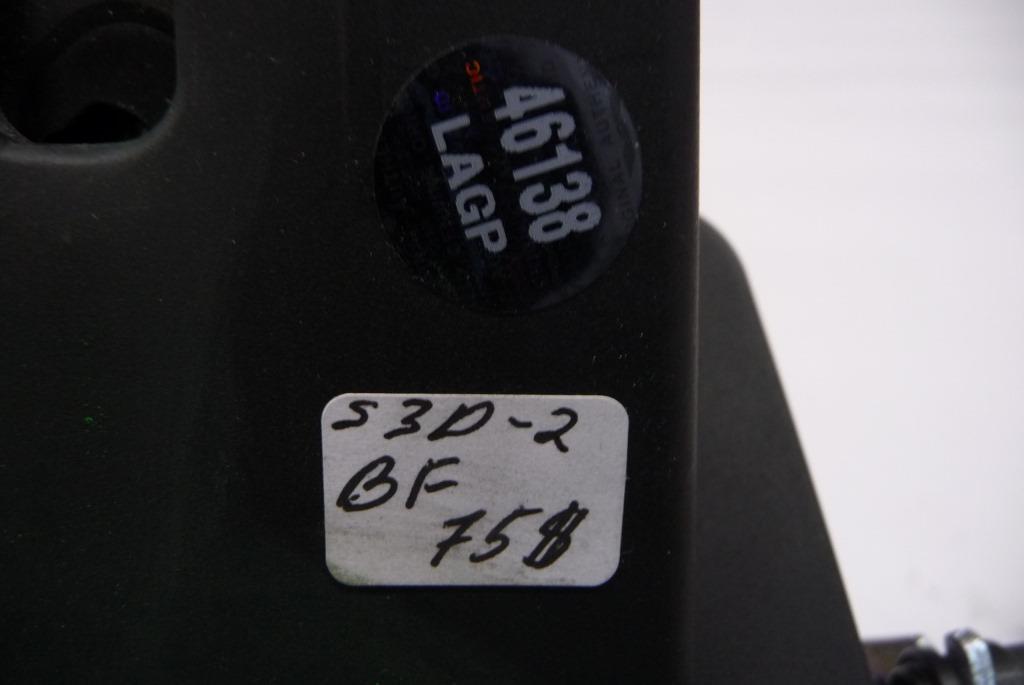 46138
LAGP
S3D-2
BF
75$